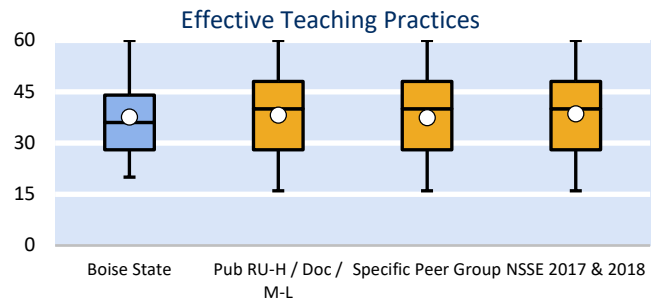 Effective Teaching Practices
60
45
30
15
0
Boise State
Pub RU-H / Doc /
M-L
Specific Peer Group
NSSE 2017 & 2018